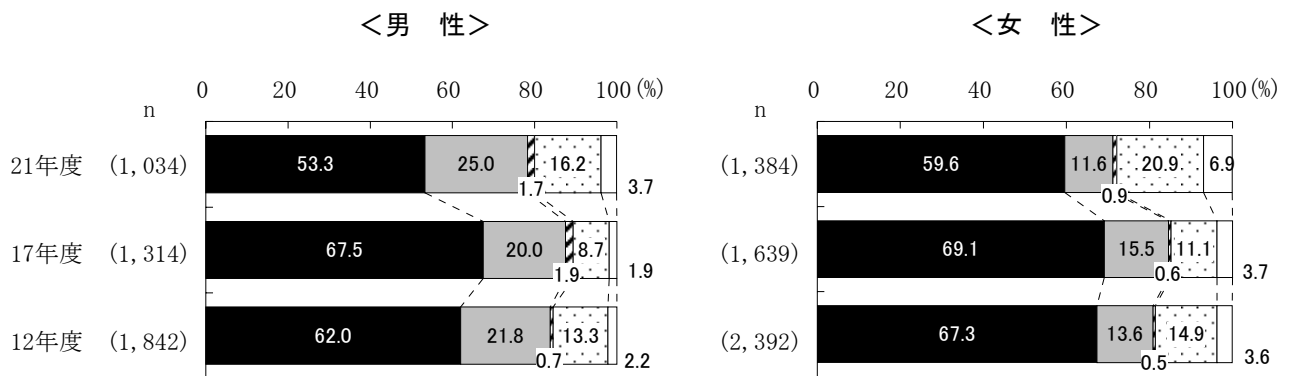 ＜男　性＞
＜女　性＞
0 20 40 60 80 100(%)
n
0 20 40 60 80 100(%)
n
21年度 (1,034) 53.3 25.0 1.7 16.2 3.7
(1,384) 59.6 11.6 0.9 20.9 6.9
17年度 (1,314) 67.5 20.0 1.9 8.7 1.9
(1,639) 69.1 15.5 0.6 11.1 3.7
12年度 (1,842) 62.0 21.8 0.7 13.3 2.2
(2,392) 67.3 13.6 0.5 14.9 3.6